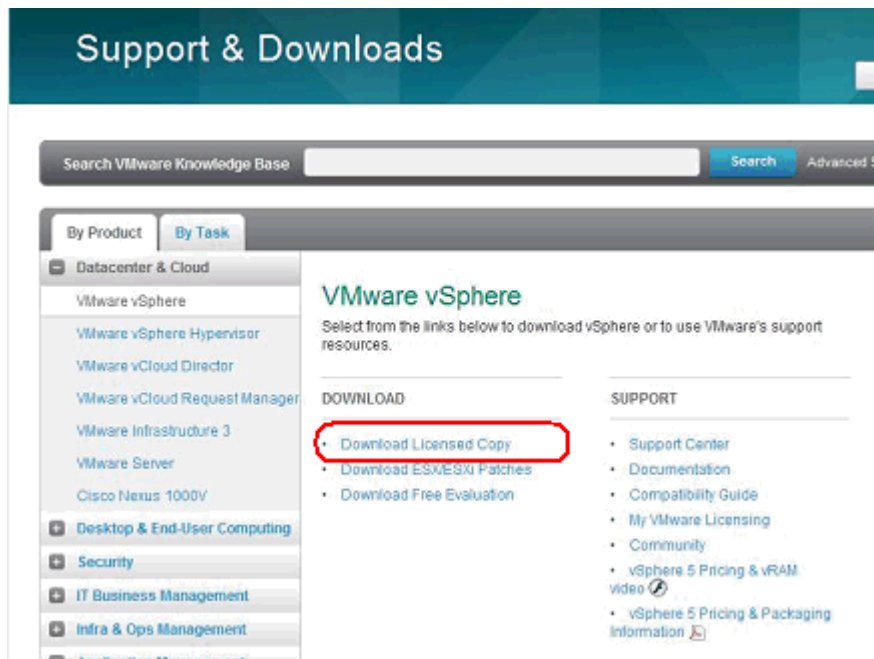 Support & Downloads
Search VMware Knowledge Base
Search
Advanced
By Product
By Task
Datacenter & Cloud
VMware vSphere
VMware vSphere Hypervisor
VMware vCloud Director
VMware vCloud Request Manager
VMware Infrastructure 3
VMware Server
Cisco Nexus 1000V
Desktop & End-User Computing
Security
IT Business Management
Infra & Ops Management
VMware vSphere
Select from the links below to download vSphere or to use VMware's support
resources.
DOWNLOAD
Download Licensed Copy
Download ESX/ESXi Patches
Download Free Evaluation
SUPPORT
Support Center
Documentation
Compatibility Guide
My VMware Licensing
Community
vSphere 5 Pricing & vRAM
video
vSphere 5 Pricing & Packaging
Information